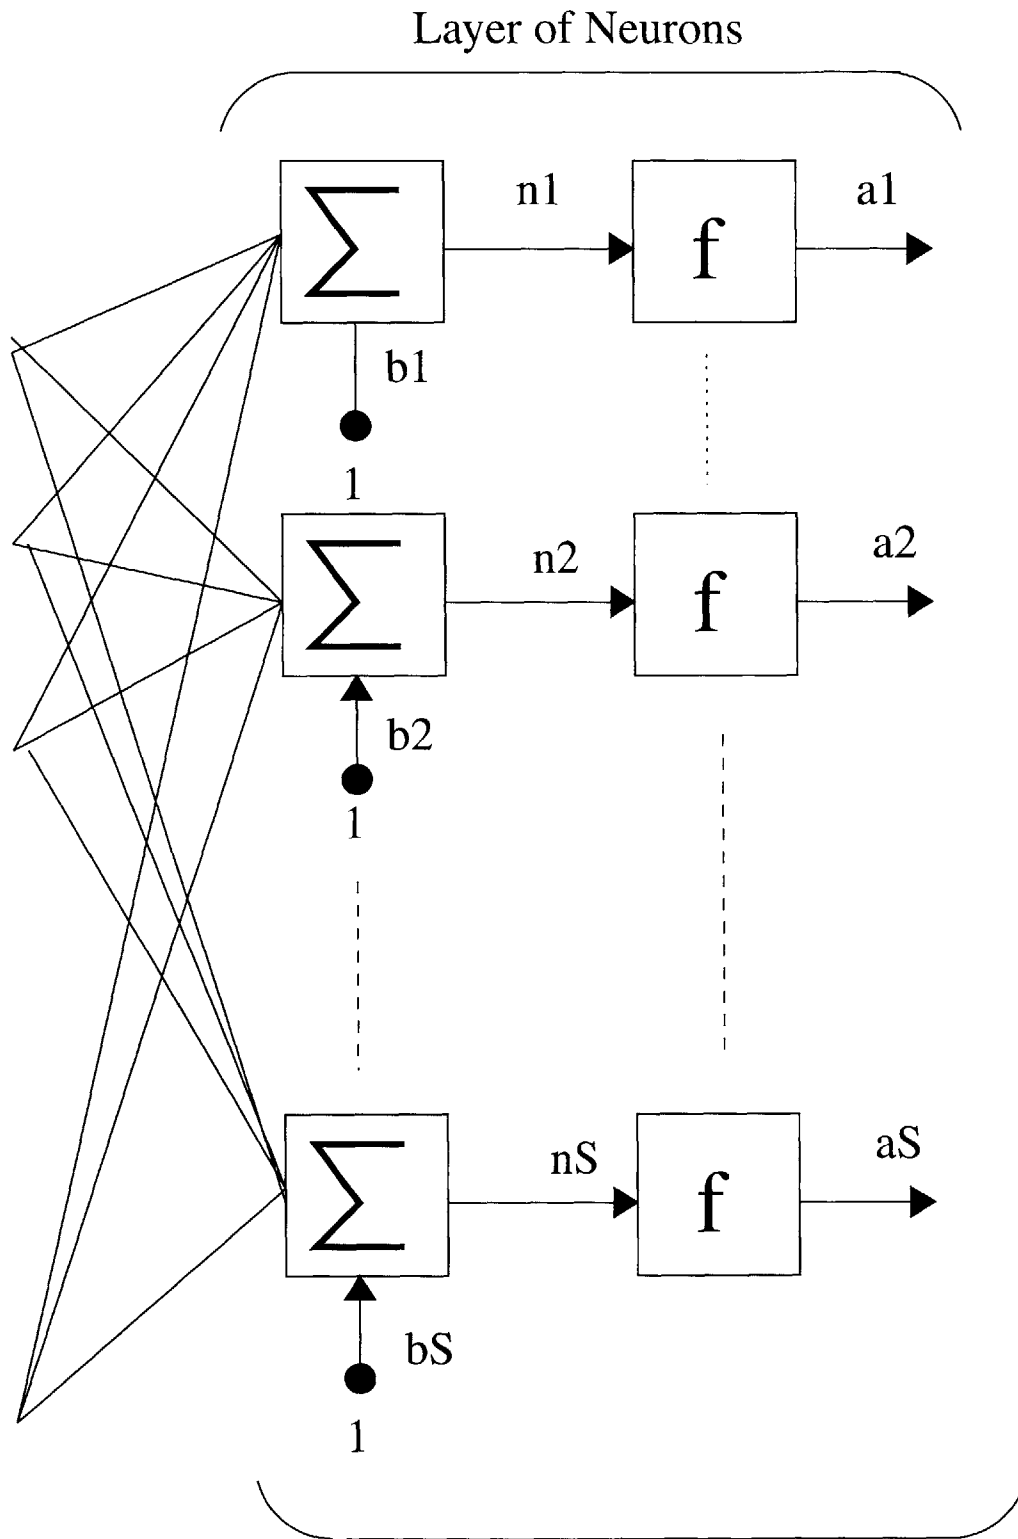 Layer of Neurons
∑ n1 f a1
b1
1
∑ n2 f a2
b2
1
∑ nS f aS
bS
1